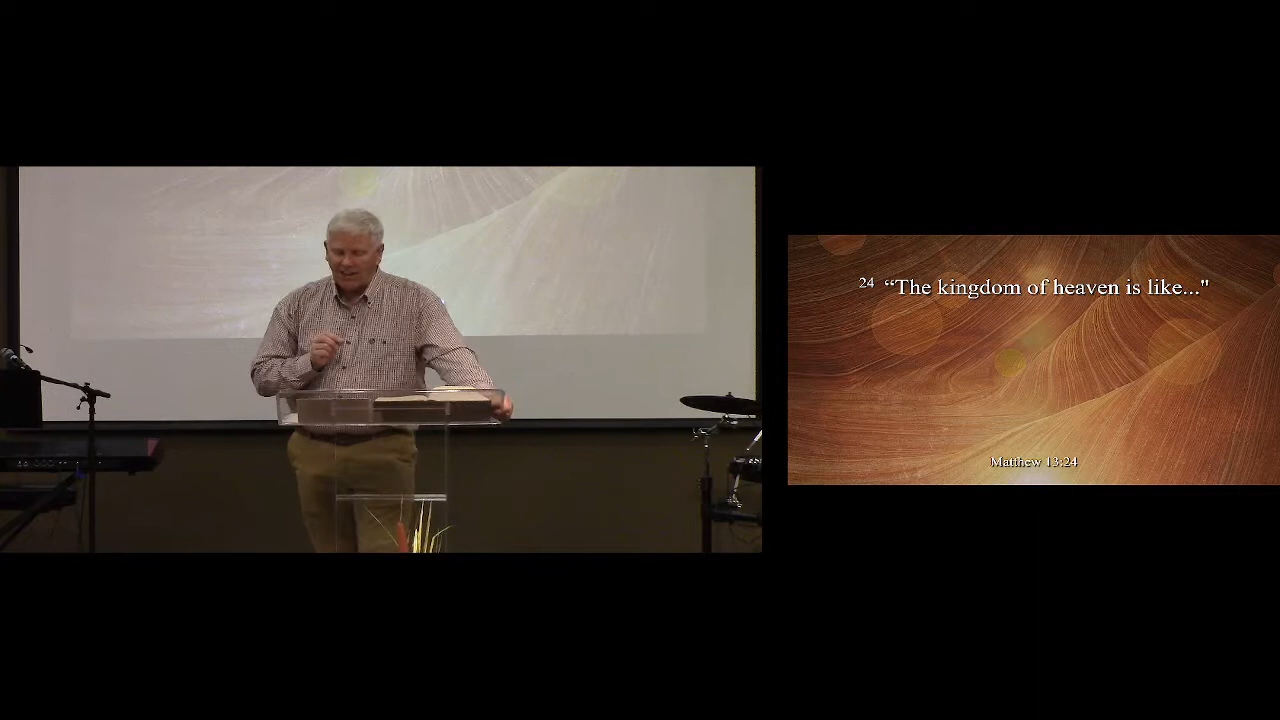 24 “The kingdom of heaven is like..."
Matthew 13:24